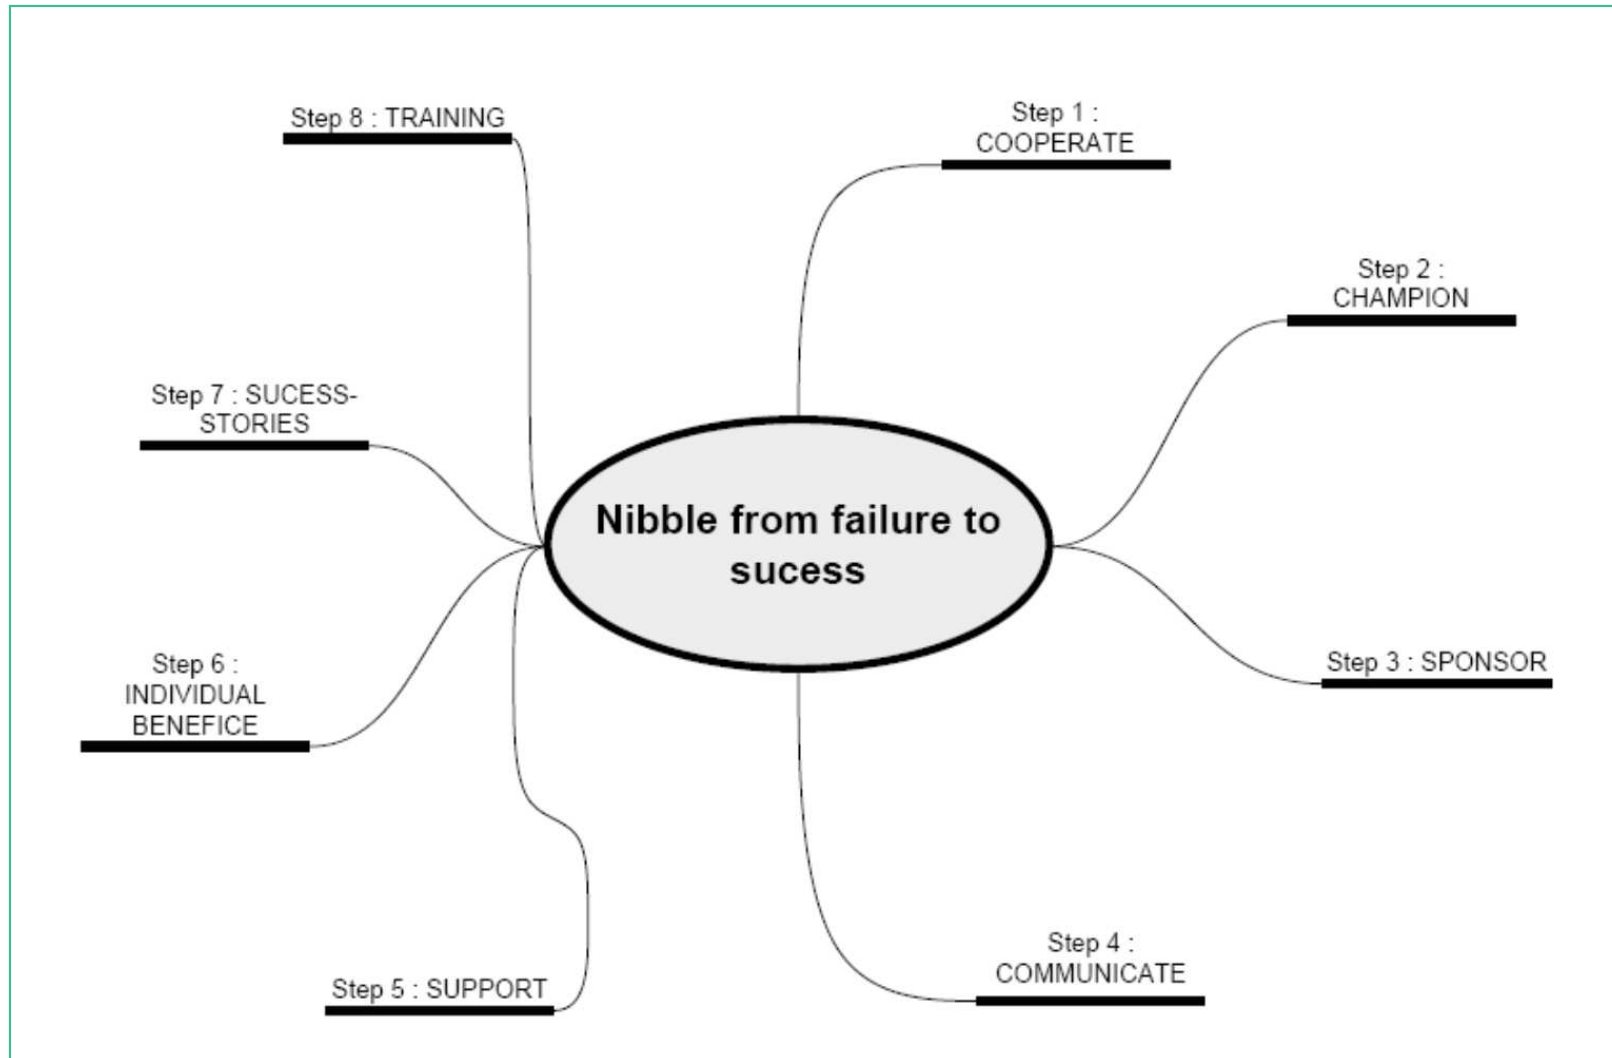 Step 8 : TRAINING
Step 1 :
COOPERATE
Step 2 :
CHAMPION
Step 7 : SUCESS-
STORIES
Nibble from failure to
sucess
Step 3 : SPONSOR
Step 6 :
INDIVIDUAL
BENEFICE
Step 4 :
COMMUNICATE
Step 5 : SUPPORT